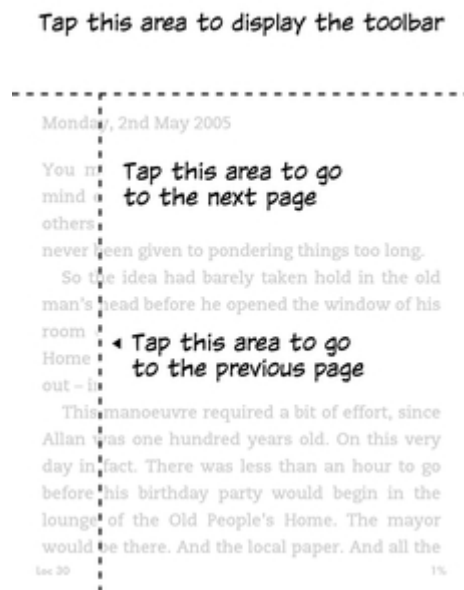 Tap this area to display the toolbar
Monday, 2nd May 2005
You m
Tap this area to go
mind
to the next page
others
never been given to pondering things too long.
So the idea had barely taken hold in the old
man's head before he opened the window of his
room
◂ Tap this area to go
Home
to the previous page
out – in
This manoeuvre required a bit of effort, since
Allan was one hundred years old. On this very
day in fact. There was less than an hour to go
before his birthday party would begin in the
lounge of the Old People's Home. The mayor
would be there. And the local paper. And all the
Loc 30 1%